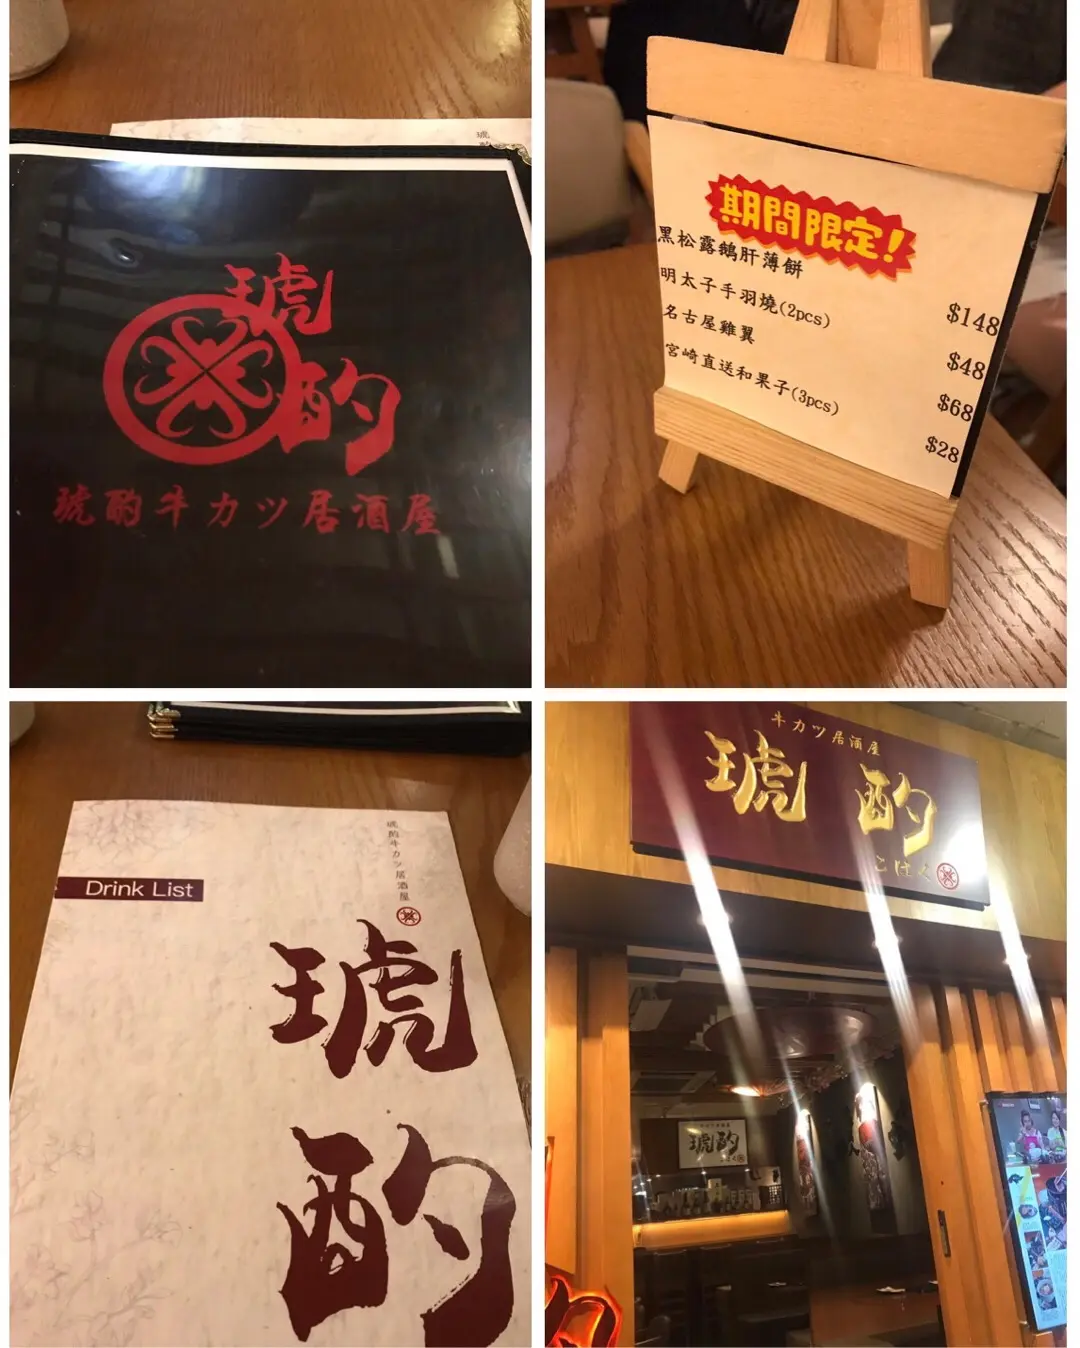 琥酌
琥酌牛カツ居酒屋
期間限定!
黑松露鵝肝薄餅 $148
明太子手羽燒(2pcs) $48
名古屋雞翼 $68
宮崎直送和果子(3pcs) $28
Drink List
琥酌牛カツ居酒屋
琥酌
牛カツ居酒屋
琥酌
こはく
琥酌